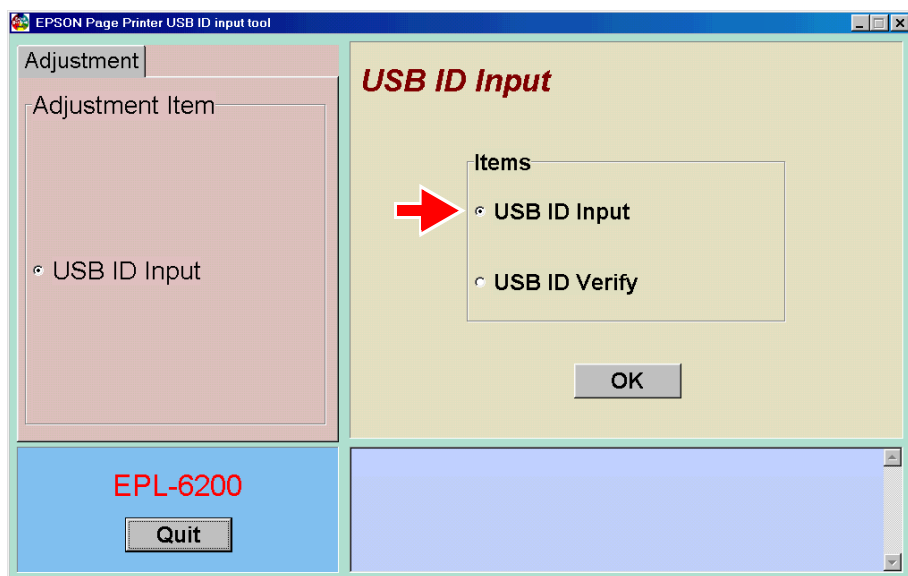 EPSON Page Printer USB ID input tool
Adjustment
Adjustment Item
USB ID Input
EPL-6200
Quit
USB ID Input
Items
USB ID Input
USB ID Verify
OK